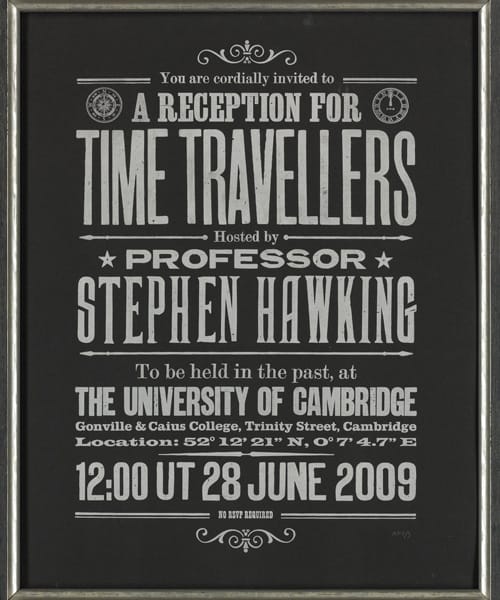 You are cordially invited to
A RECEPTION FOR
TIME TRAVELLERS
Hosted by
PROFESSOR
STEPHEN HAWKING
To be held in the past, at
THE UNIVERSITY OF CAMBRIDGE
Gonville & Caius College, Trinity Street, Cambridge
Location: 52° 12' 21" N, 0° 7' 4.7" E
12:00 UT 28 JUNE 2009
NO RSVP REQUIRED